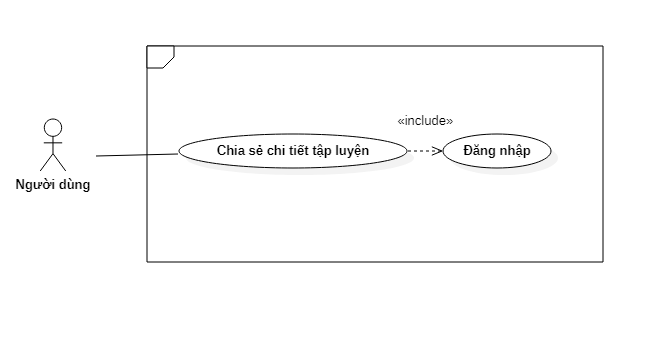 «include»
Chia sẻ chi tiết tập luyện
Đăng nhập
Người dùng